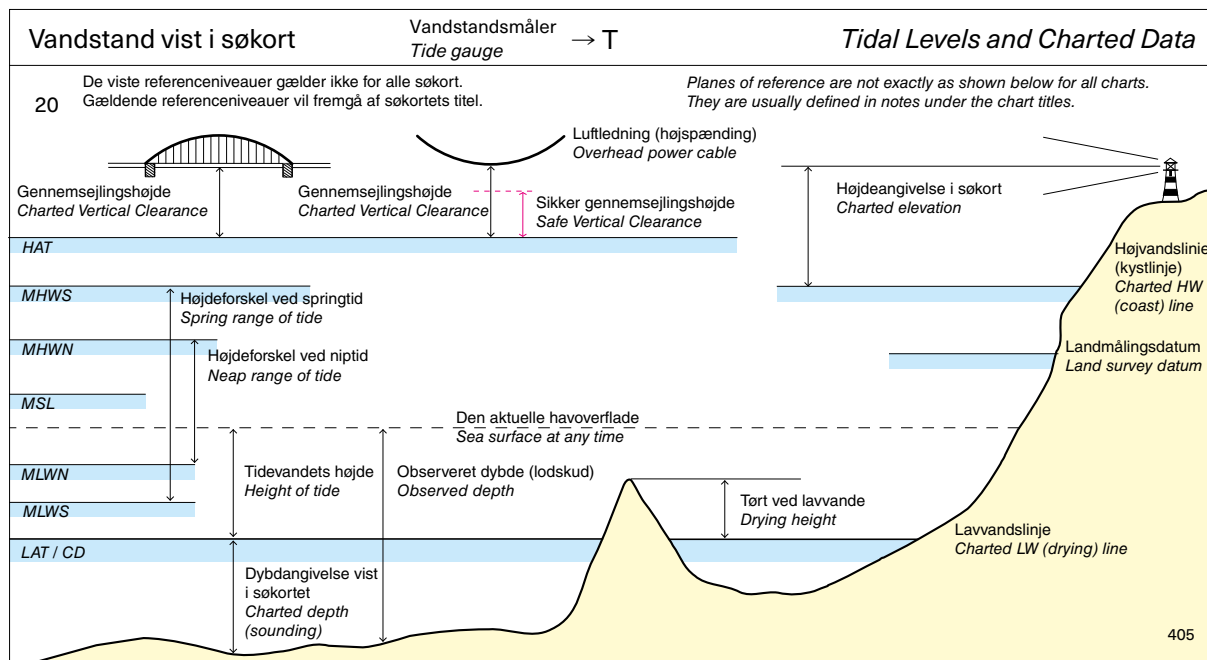 Vandstand vist i søkort
Vandstandsmåler
Tide gauge
→ T
Tidal Levels and Charted Data
20
De viste referenceniveauer gælder ikke for alle søkort.
Gældende referenceniveauer vil fremgå af søkortets titel.
Planes of reference are not exactly as shown below for all charts.
They are usually defined in notes under the chart titles.
Luftledning (højspænding)
Overhead power cable
Gennemsejlingshøjde
Charted Vertical Clearance
Gennemsejlingshøjde
Charted Vertical Clearance
Sikker gennemsejlingshøjde
Safe Vertical Clearance
Højdeangivelse i søkort
Charted elevation
HAT
Højvandslinie
(kystlinje)
Charted HW
(coast) line
MHWS
Højdeforskel ved springtid
Spring range of tide
MHWN
Højdeforskel ved niptid
Neap range of tide
Landmålingsdatum
Land survey datum
MSL
Den aktuelle havoverflade
Sea surface at any time
MLWN
Tidevandets højde
Height of tide
Observeret dybde (lodskud)
Observed depth
Tørt ved lavvande
Drying height
MLWS
LAT / CD
Lavvandslinje
Charted LW (drying) line
Dybdangivelse vist
i søkortet
Charted depth
(sounding)
405